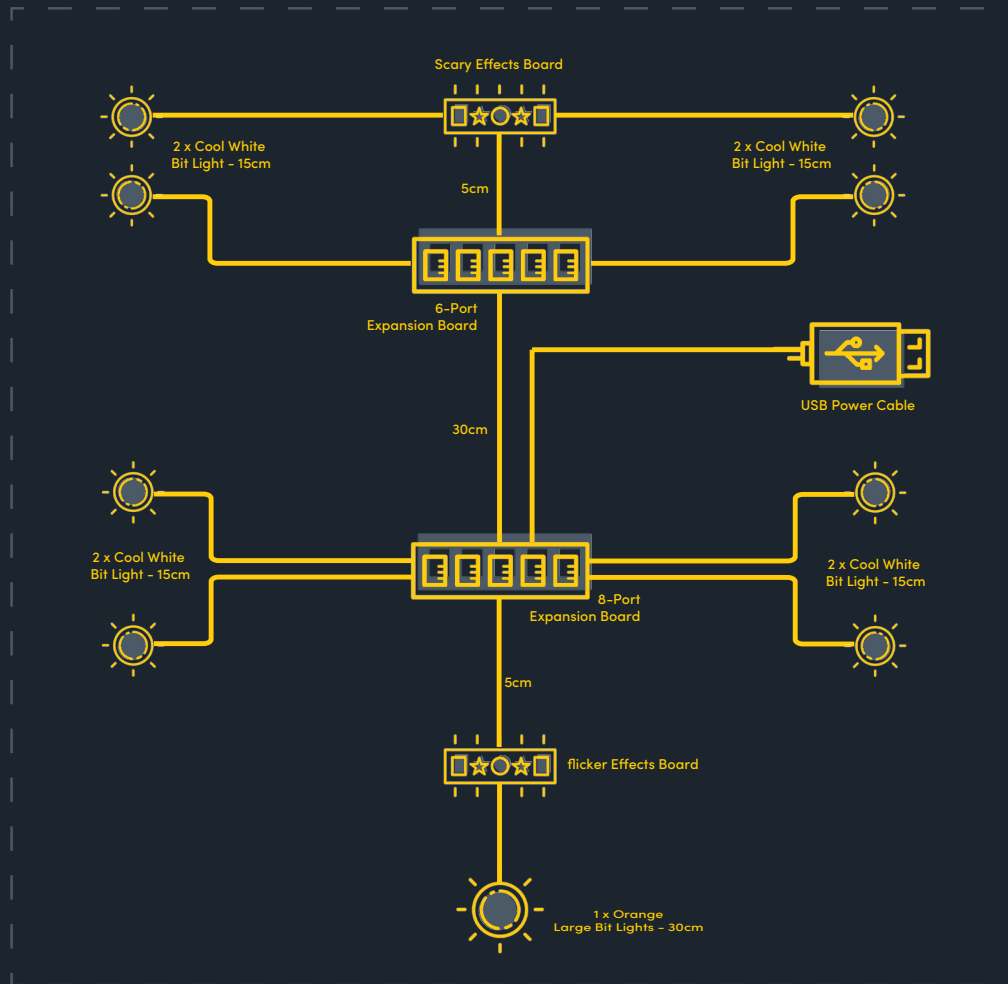 Scary Effects Board
2 x Cool White
Bit Light - 15cm
2 x Cool White
Bit Light - 15cm
5cm
6-Port
Expansion Board
USB Power Cable
30cm
2 x Cool White
Bit Light - 15cm
2 x Cool White
Bit Light - 15cm
8-Port
Expansion Board
5cm
flicker Effects Board
1 x Orange
Large Bit Lights - 30cm